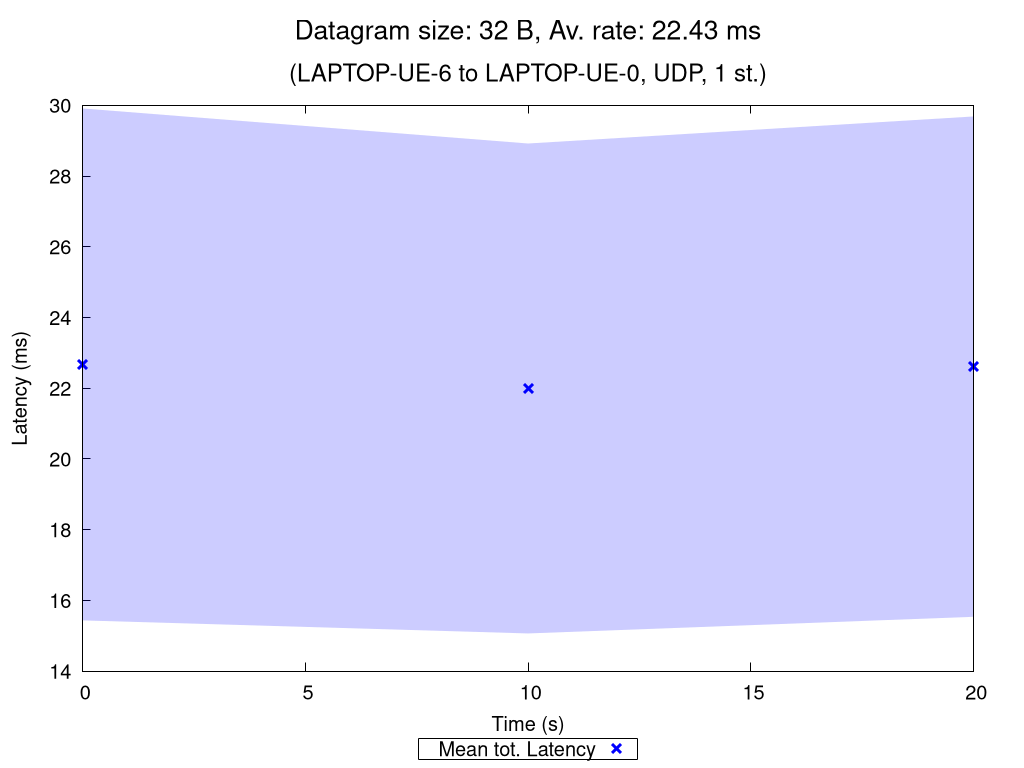 Datagram size: 32 B, Av. rate: 22.43 ms
(LAPTOP-UE-6 to LAPTOP-UE-0, UDP, 1 st.)
30
28
26
24
22
20
18
16
14
Latency (ms)
0 5 10 15 20
Time (s)
Mean tot. Latency